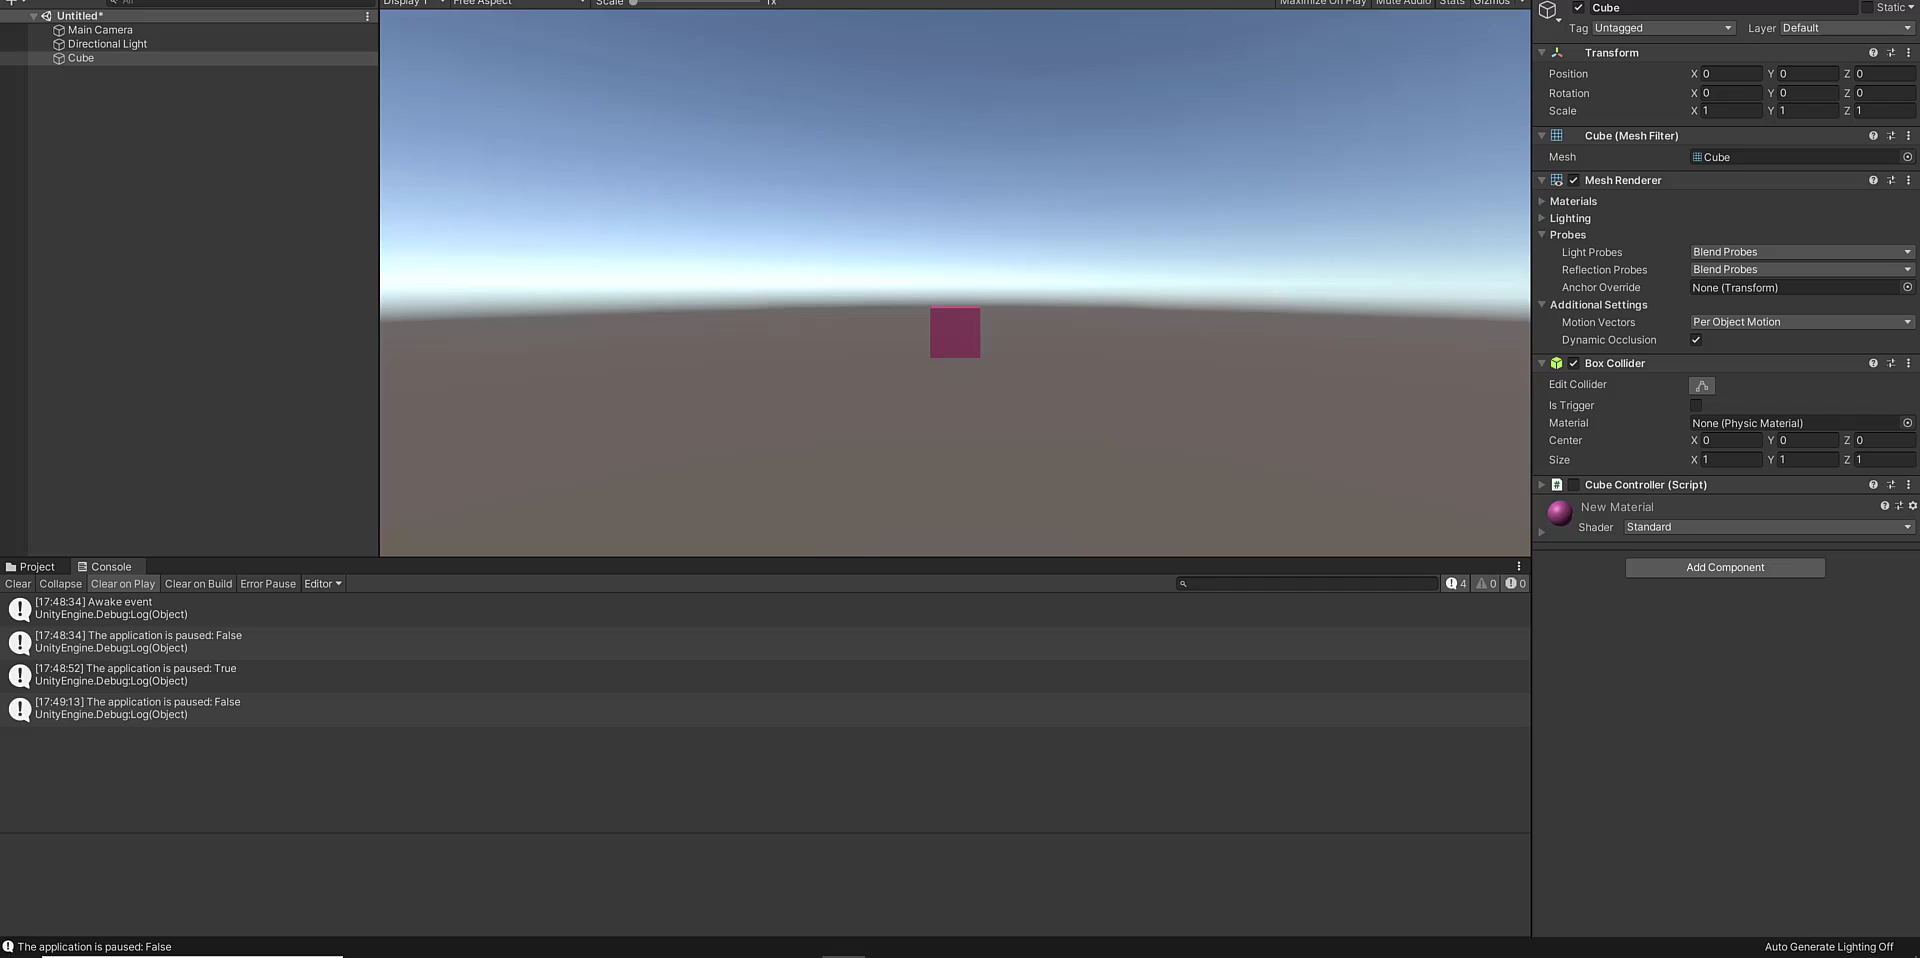 Display 1 Free Aspect Scale 1x Maximize On Play Mute Audio Stats Gizmos
Untitled*
Main Camera
Directional Light
Cube
Cube Static
Tag Untagged Layer Default
Transform
Position X 0 Y 0 Z 0
Rotation X 0 Y 0 Z 0
Scale X 1 Y 1 Z 1
Cube (Mesh Filter)
Mesh Cube
Mesh Renderer
Materials
Lighting
Probes
Light Probes Blend Probes
Reflection Probes Blend Probes
Anchor Override None (Transform)
Additional Settings
Motion Vectors Per Object Motion
Dynamic Occlusion
Box Collider
Edit Collider
Is Trigger
Material None (Physic Material)
Center X 0 Y 0 Z 0
Size X 1 Y 1 Z 1
# Cube Controller (Script)
New Material
Shader Standard
Add Component
Project Console
Clear Collapse Clear on Play Clear on Build Error Pause Editor 4 0 0
[17:48:34] Awake event
UnityEngine.Debug:Log(Object)
[17:48:34] The application is paused: False
UnityEngine.Debug:Log(Object)
[17:48:52] The application is paused: True
UnityEngine.Debug:Log(Object)
[17:49:13] The application is paused: False
UnityEngine.Debug:Log(Object)
The application is paused: False
Auto Generate Lighting Off